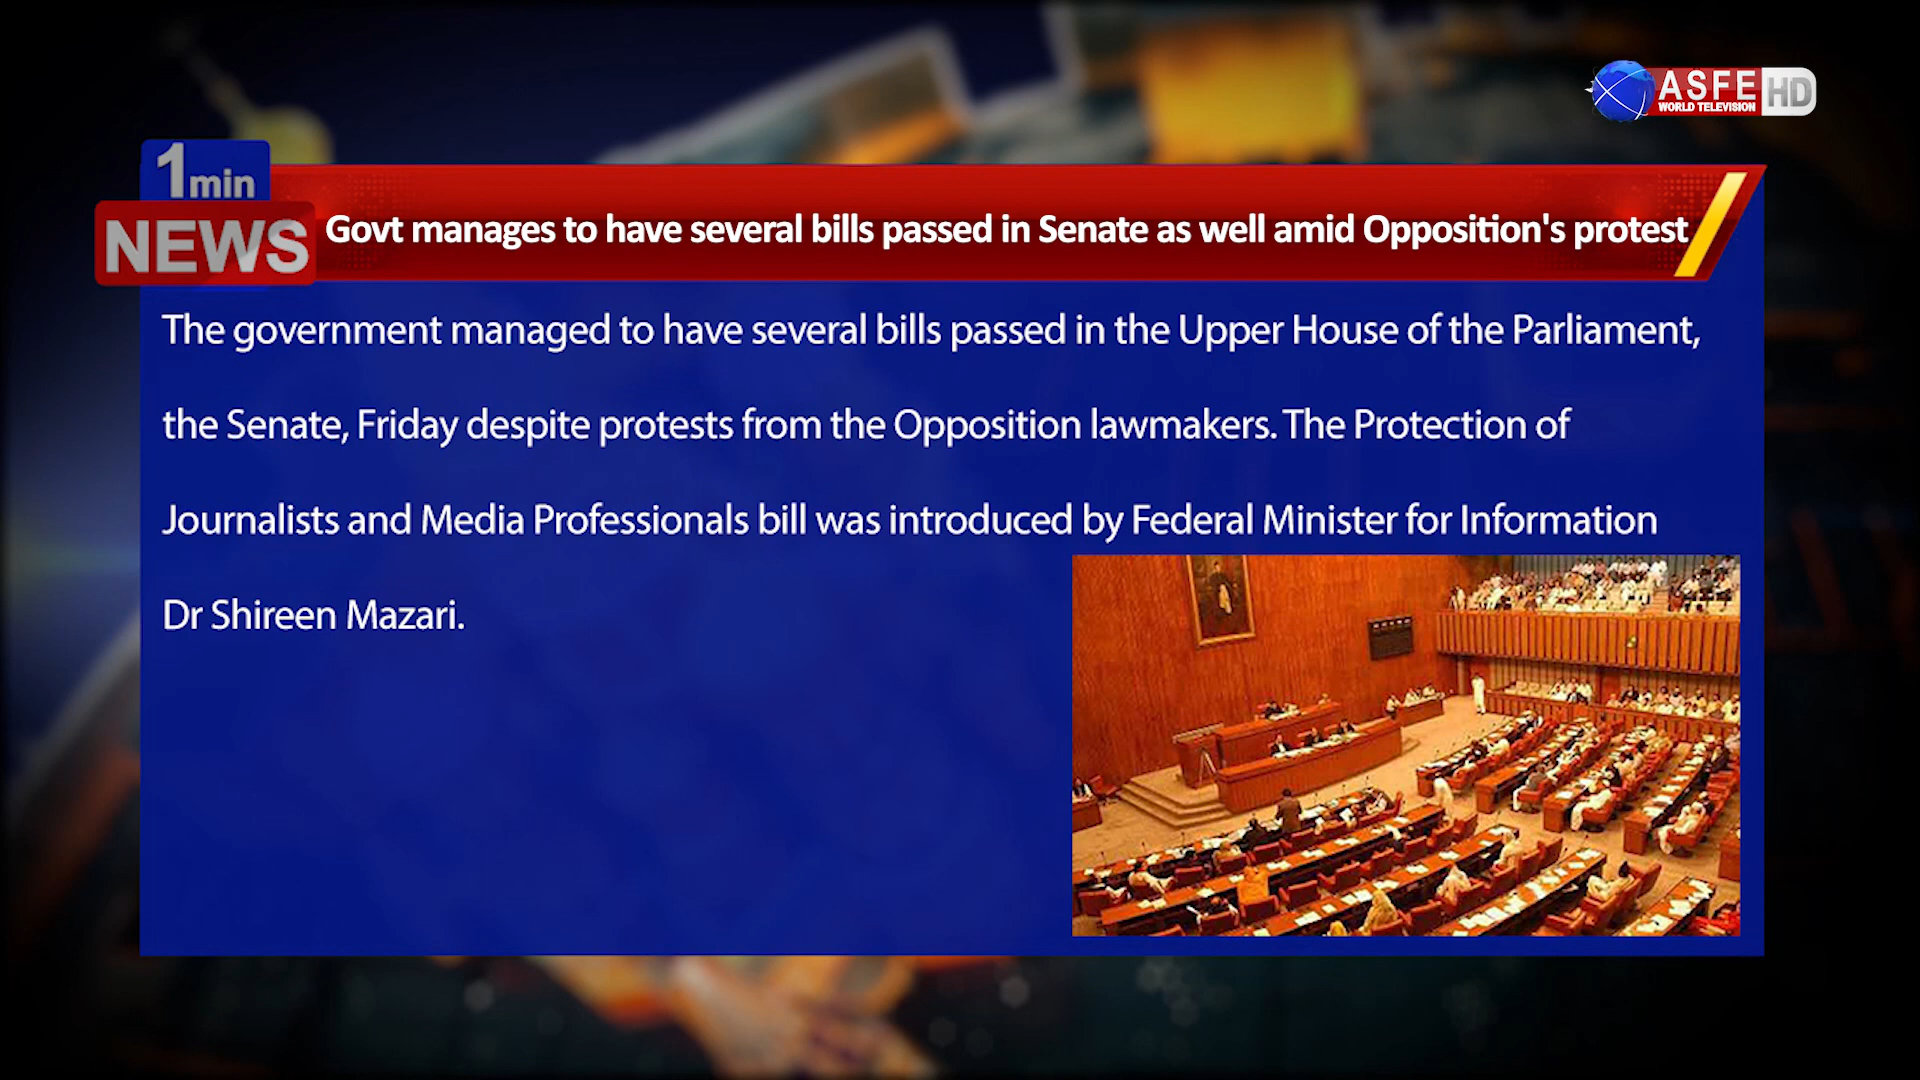 ASFE HD
WORLD TELEVISION
1min
NEWS
Govt manages to have several bills passed in Senate as well amid Opposition's protest
The government managed to have several bills passed in the Upper House of the Parliament,
the Senate, Friday despite protests from the Opposition lawmakers. The Protection of
Journalists and Media Professionals bill was introduced by Federal Minister for Information
Dr Shireen Mazari.